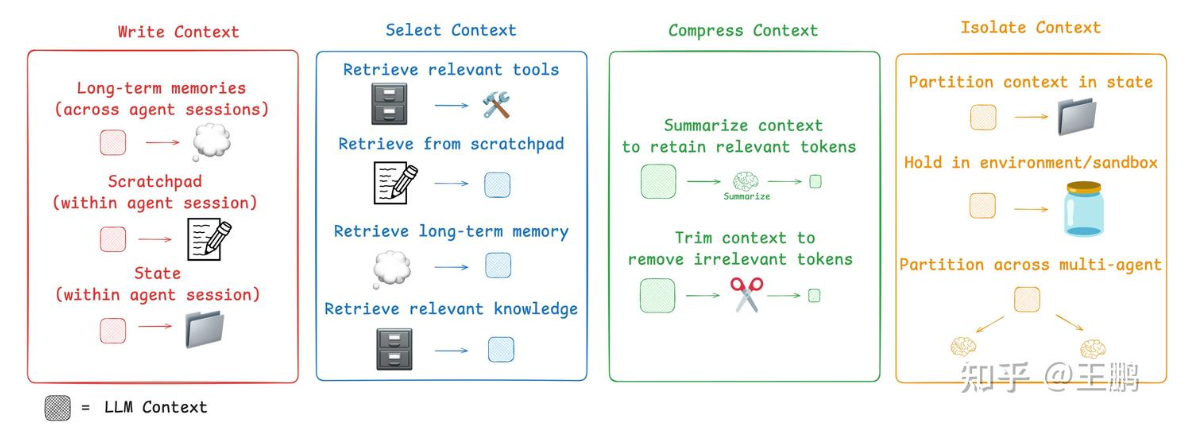 Write Context
Long-term memories
(across agent sessions)
Scratchpad
(within agent session)
State
(within agent session)
Select Context
Retrieve relevant tools
Retrieve from scratchpad
Retrieve long-term memory
Retrieve relevant knowledge
Compress Context
Summarize context
to retain relevant tokens
Summarize
Trim context to
remove irrelevant tokens
Isolate Context
Partition context in state
Hold in environment/sandbox
Partition across multi-agent
= LLM Context
知乎 @王鹏